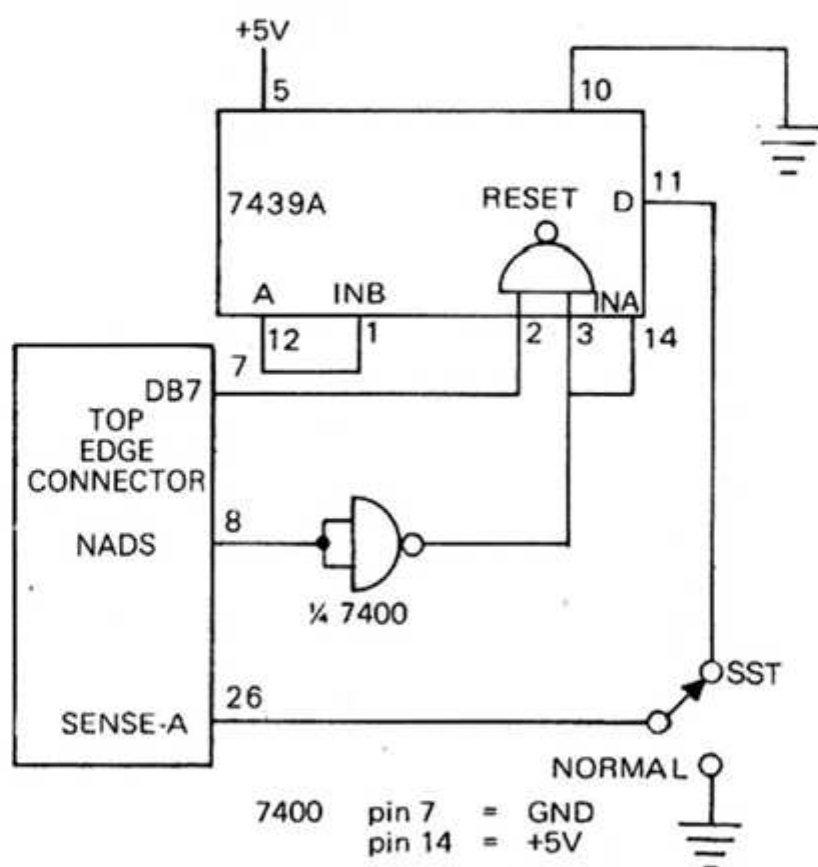 +5V
5
10
7439A
RESET
D
11
A
INB
INA
12
1
2
3
14
7
DB7
TOP
EDGE
CONNECTOR
8
NADS
¼ 7400
26
SENSE-A
SST
NORMAL
7400 pin 7 = GND
pin 14 = +5V